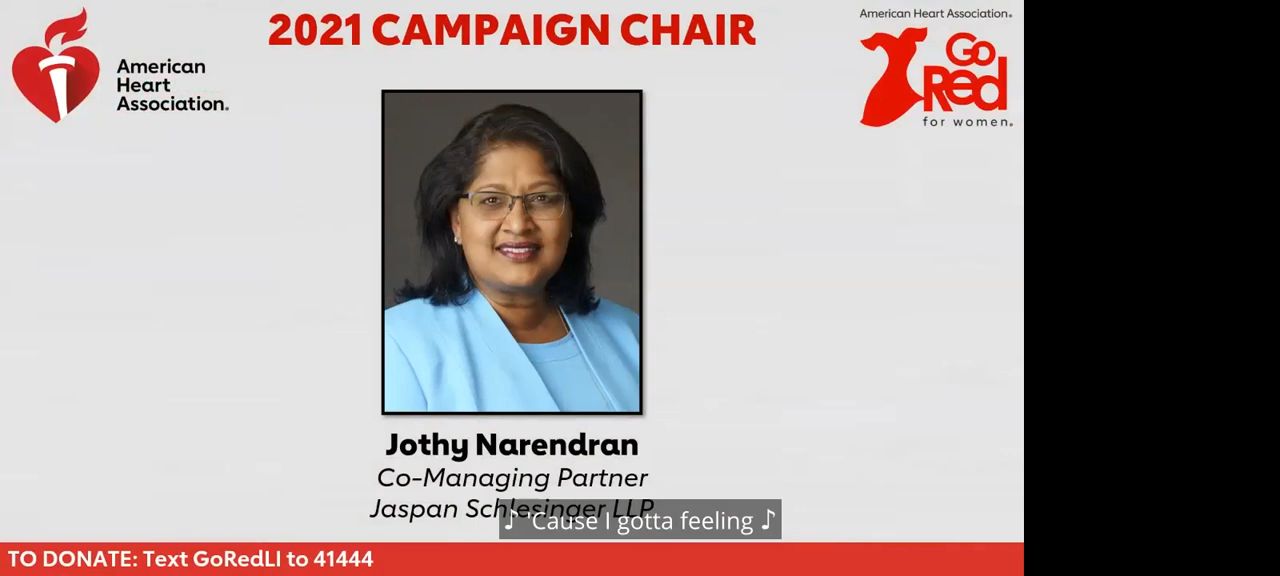 2021 CAMPAIGN CHAIR
American
Heart
Association®
American Heart Association®
Go
Red
for women®
Jothy Narendran
Co-Managing Partner
Jaspan Schlesinger LLP
♪ 'Cause I gotta feeling ♪
TO DONATE: Text GoRedLI to 41444